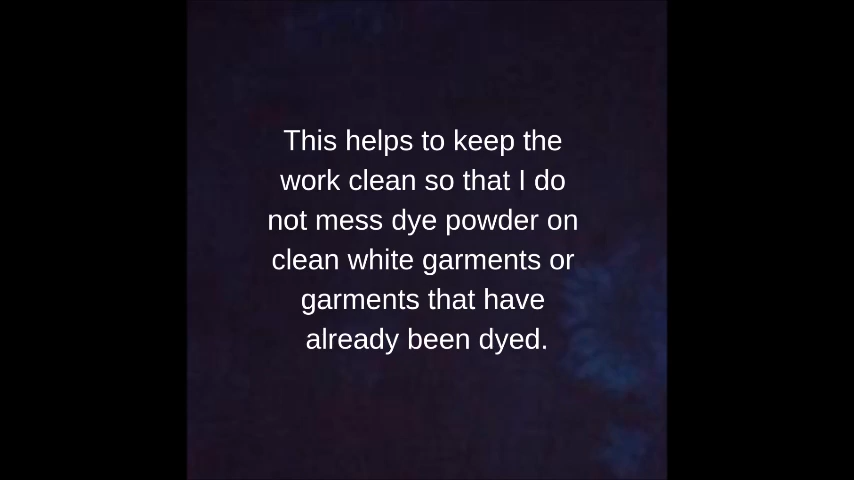 This helps to keep the
work clean so that I do
not mess dye powder on
clean white garments or
garments that have
already been dyed.